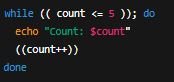 while (( count <= 5 )); do
echo "Count: $count"
((count++))
done